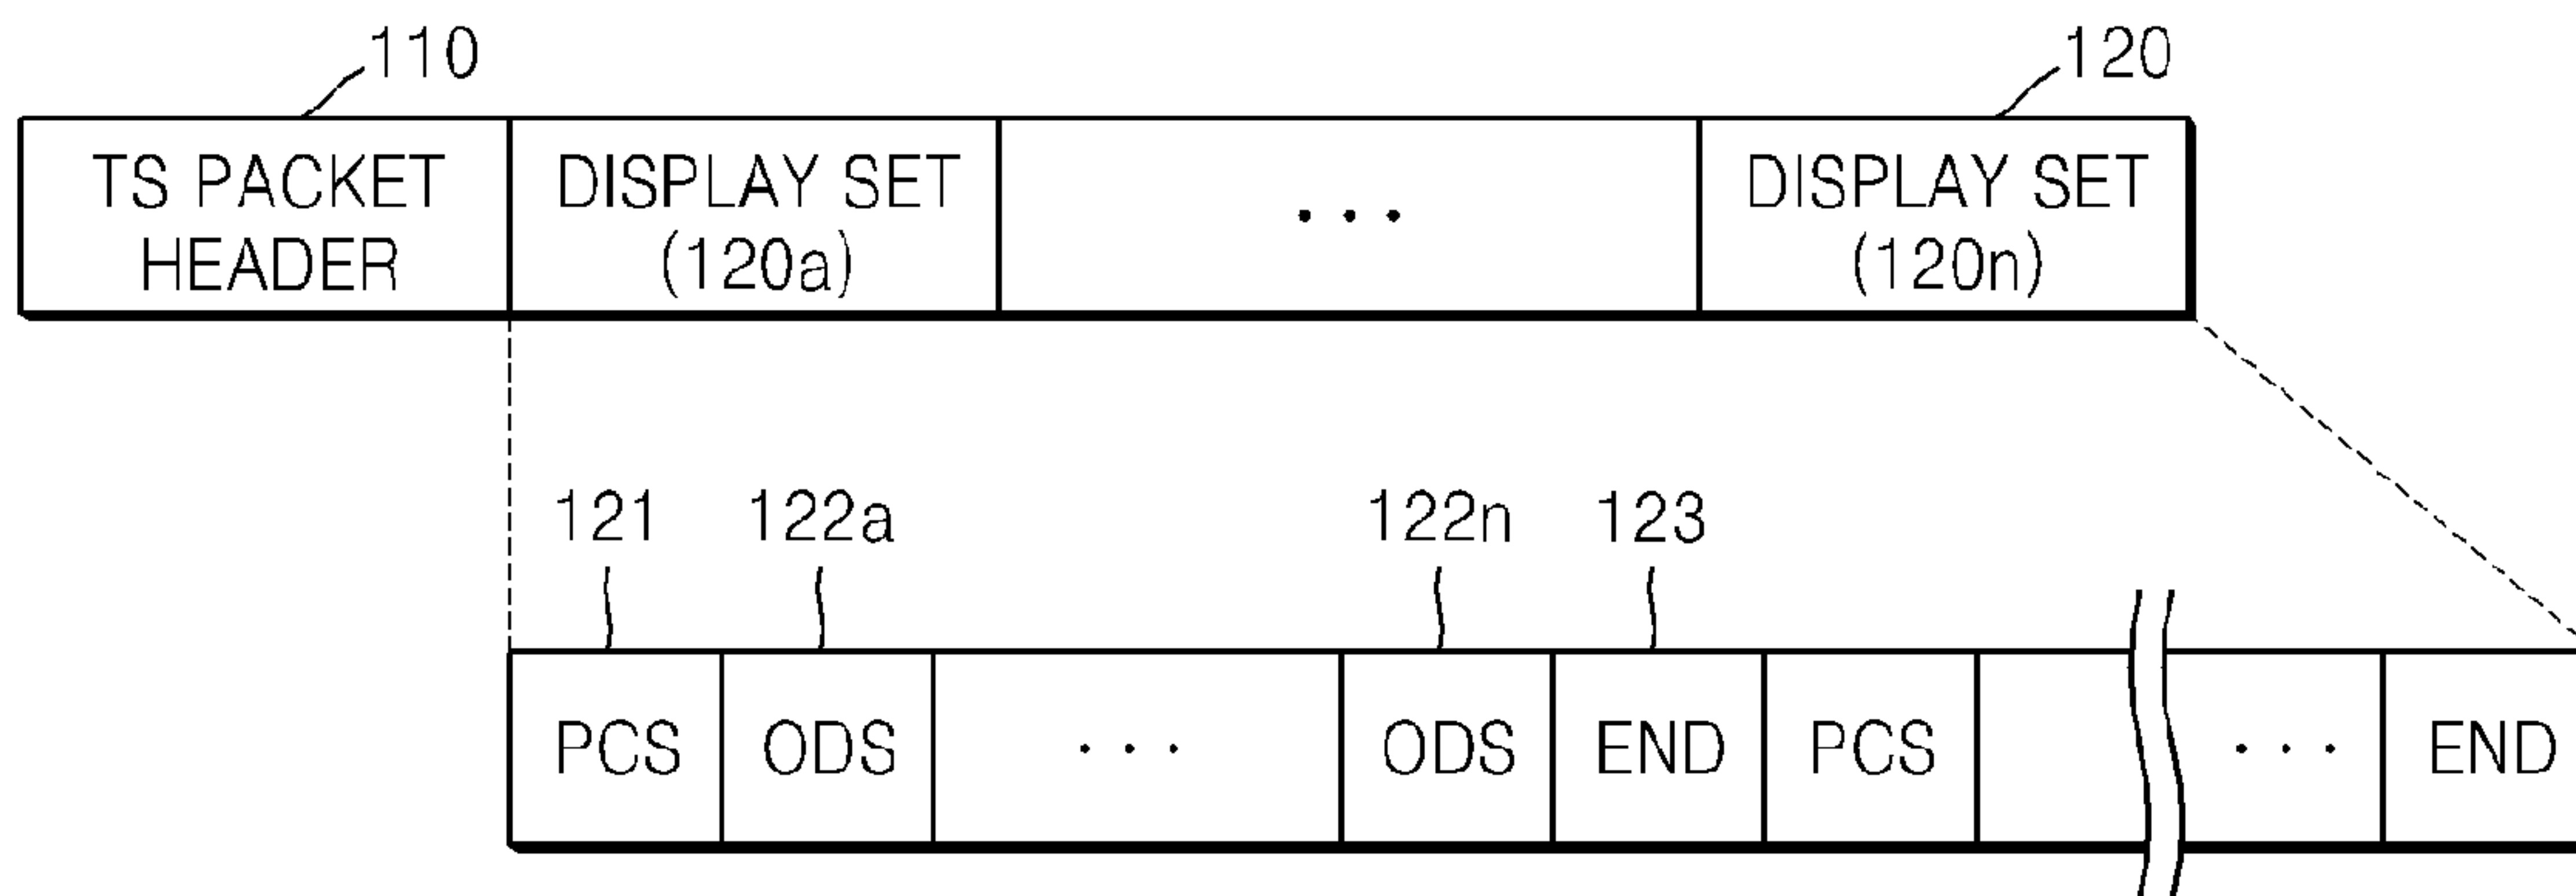 110
120
TS PACKET
HEADER
DISPLAY SET
(120a)
• • •
DISPLAY SET
(120n)
121
122a
122n
123
PCS
ODS
• • •
ODS
END
PCS
• • •
END